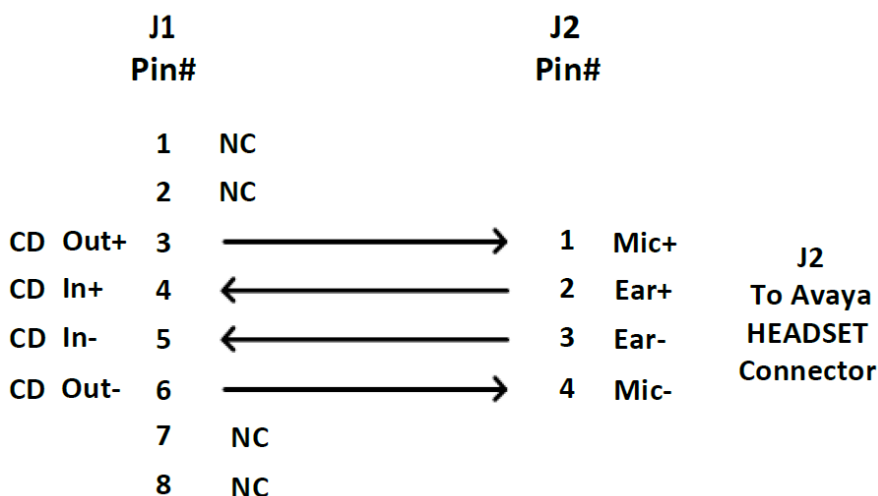 J1 J2
Pin# Pin#
1 NC
2 NC
CD Out+ 3 1 Mic+
CD In+ 4 2 Ear+
CD In- 5 3 Ear-
CD Out- 6 4 Mic-
7 NC
8 NC
J2
To Avaya
HEADSET
Connector